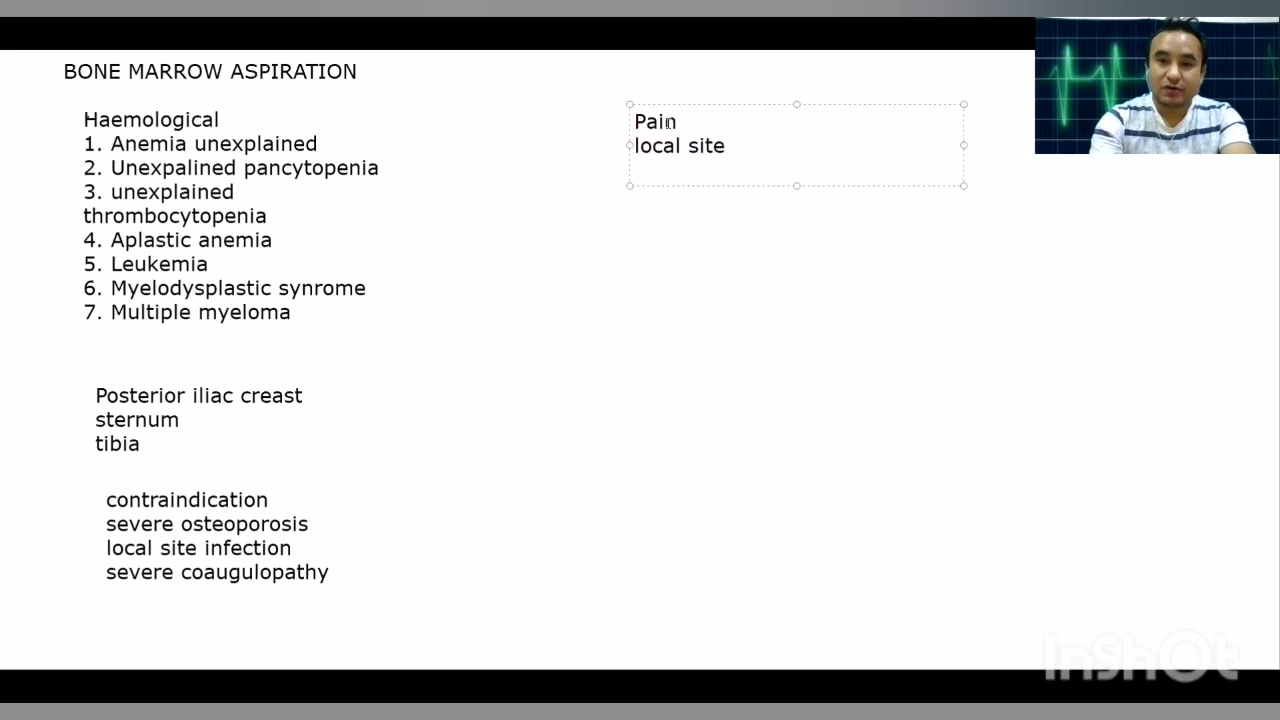 BONE MARROW ASPIRATION
Haemological
1. Anemia unexplained
2. Unexpalined pancytopenia
3. unexplained
thrombocytopenia
4. Aplastic anemia
5. Leukemia
6. Myelodysplastic synrome
7. Multiple myeloma
Posterior iliac creast
sternum
tibia
contraindication
severe osteoporosis
local site infection
severe coaugulopathy
Pain
local site
InShOt